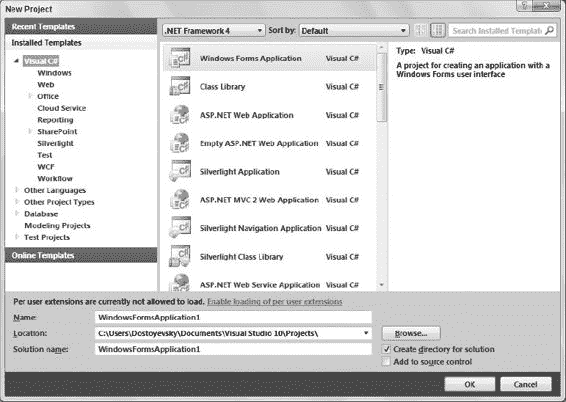 New Project
Recent Templates
Installed Templates
Visual C#
Windows
Web
Office
Cloud Service
Reporting
SharePoint
Silverlight
Test
WCF
Workflow
Other Languages
Other Project Types
Database
Modeling Projects
Test Projects
Online Templates
.NET Framework 4 Sort by: Default
Windows Forms Application Visual C#
Class Library Visual C#
ASP.NET Web Application Visual C#
Empty ASP.NET Web Application Visual C#
Silverlight Application Visual C#
ASP.NET MVC 2 Web Application Visual C#
Silverlight Navigation Application Visual C#
Silverlight Class Library Visual C#
ASP.NET Web Service Application Visual C#
Search Installed Templat
Type: Visual C#
A project for creating an application with a
Windows Forms user interface
Per user extensions are currently not allowed to load. Enable loading of per user extensions
Name: WindowsFormsApplication1
Location: C:\Users\Dostoyevsky\Documents\Visual Studio 10\Projects\ Browse...
Solution name: WindowsFormsApplication1
Create directory for solution
Add to source control
OK Cancel